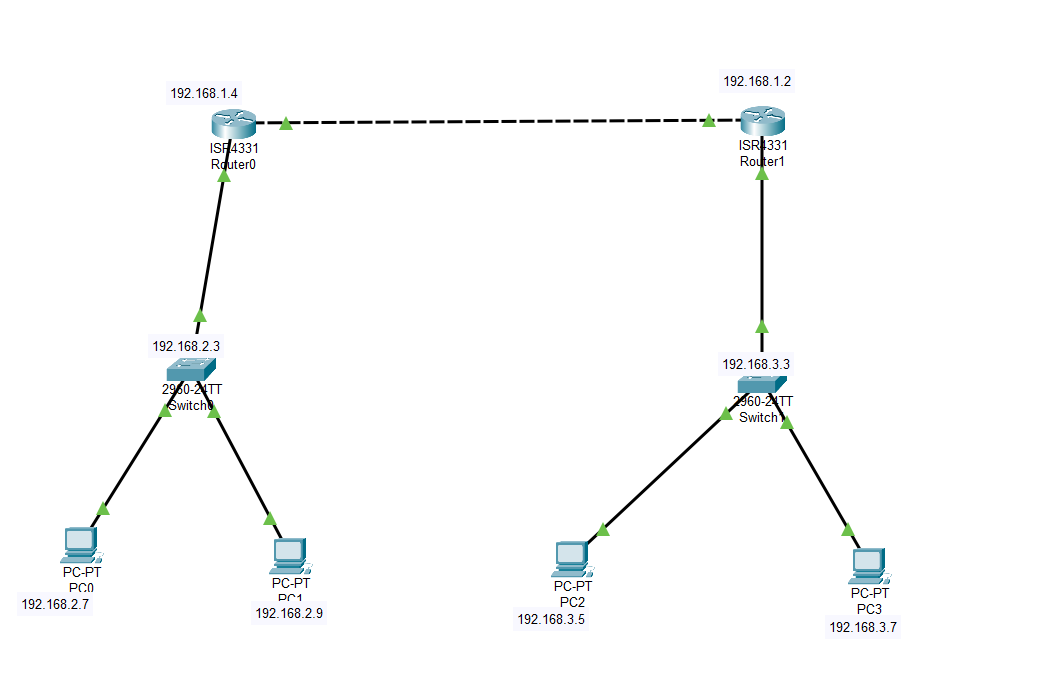 192.168.1.4
192.168.1.2
ISR4331
Router0
ISR4331
Router1
192.168.2.3
2960-24TT
Switch0
192.168.3.3
2960-24TT
Switch1
PC-PT
PC0
192.168.2.7
PC-PT
PC1
192.168.2.9
PC-PT
PC2
192.168.3.5
PC-PT
PC3
192.168.3.7